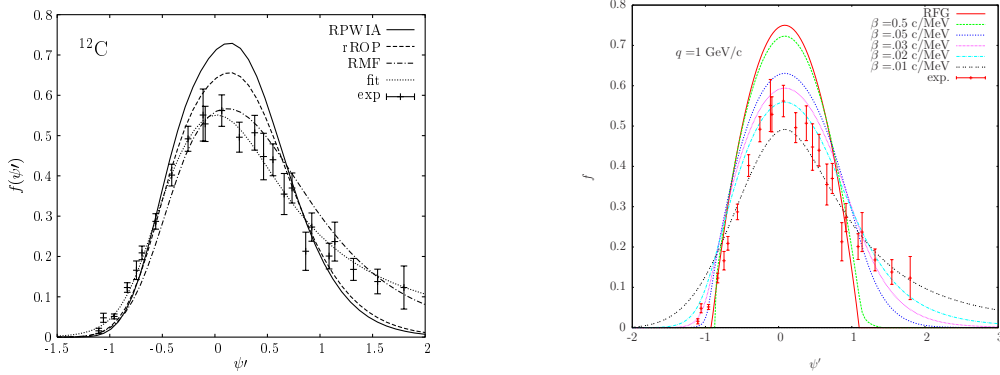 0.8
0.7
0.6
0.5
0.4
0.3
0.2
0.1
0
f(ψ′)
¹²C
RPWIA
rROP
RMF
fit
exp
-1.5
-1
-0.5
0
0.5
1
1.5
2
ψ′
0.8
0.7
0.6
0.5
0.4
0.3
0.2
0.1
0
f
q=1 GeV/c
RFG
β=0.5 c/MeV
β=.05 c/MeV
β=.03 c/MeV
β=.02 c/MeV
β=.01 c/MeV
exp.
-2
-1
0
1
2
3
ψ′